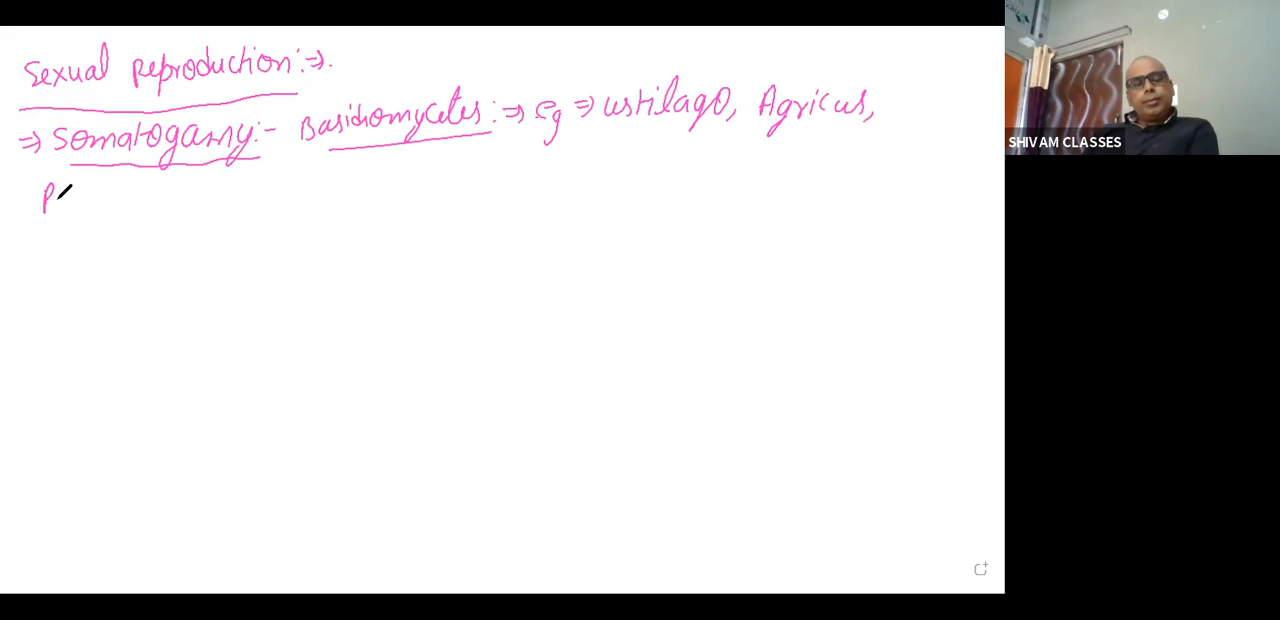 Sexual Reproduction:⇒.
⇒ Somatogamy:- Basidiomycetes:⇒ eg ⇒ ustilago, Agricus,
P
SHIVAM CLASSES